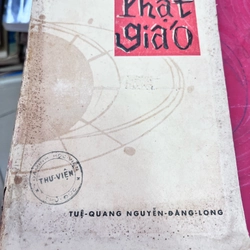 Phật
giáo
THƯ-VIỆN
TUỆ-QUANG NGUYỄN-ĐĂNG-LONG